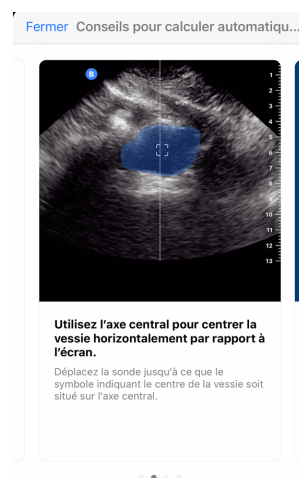 Fermer Conseils pour calculer automatiqu...
B
1
2
3
4
5
6
7
8
9
10
11
12
13
Utilisez l'axe central pour centrer la
vessie horizontalement par rapport à
l'écran.
Déplacez la sonde jusqu'à ce que le
symbole indiquant le centre de la vessie soit
situé sur l'axe central.